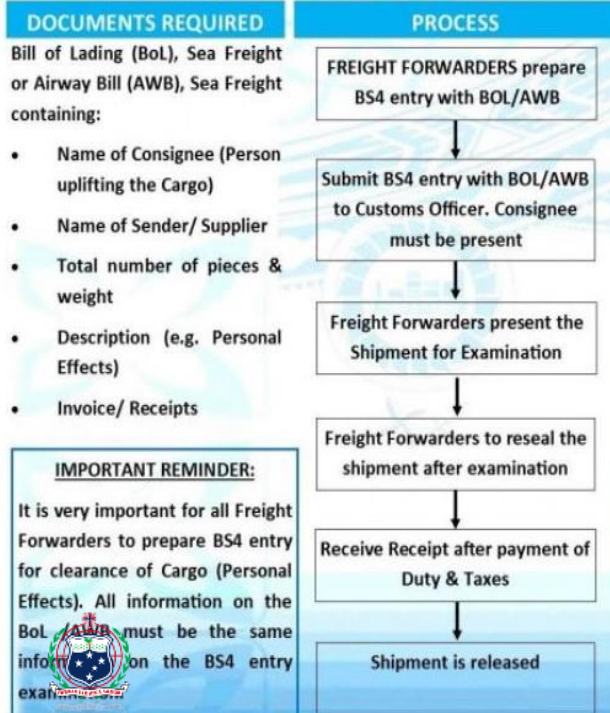 DOCUMENTS REQUIRED
Bill of Lading (BoL), Sea Freight
or Airway Bill (AWB), Sea Freight
containing:
• Name of Consignee (Person
uplifting the Cargo)
• Name of Sender/ Supplier
• Total number of pieces &
weight
• Description (e.g. Personal
Effects)
• Invoice/ Receipts
IMPORTANT REMINDER:
It is very important for all Freight
Forwarders to prepare BS4 entry
for clearance of Cargo (Personal
Effects). All information on the
BoL /AWB must be the same
on the BS4 entry
PROCESS
FREIGHT FORWARDERS prepare
BS4 entry with BOL/AWB
Submit BS4 entry with BOL/AWB
to Customs Officer. Consignee
must be present
Freight Forwarders present the
Shipment for Examination
Freight Forwarders to reseal the
shipment after examination
Receive Receipt after payment of
Duty & Taxes
Shipment is released